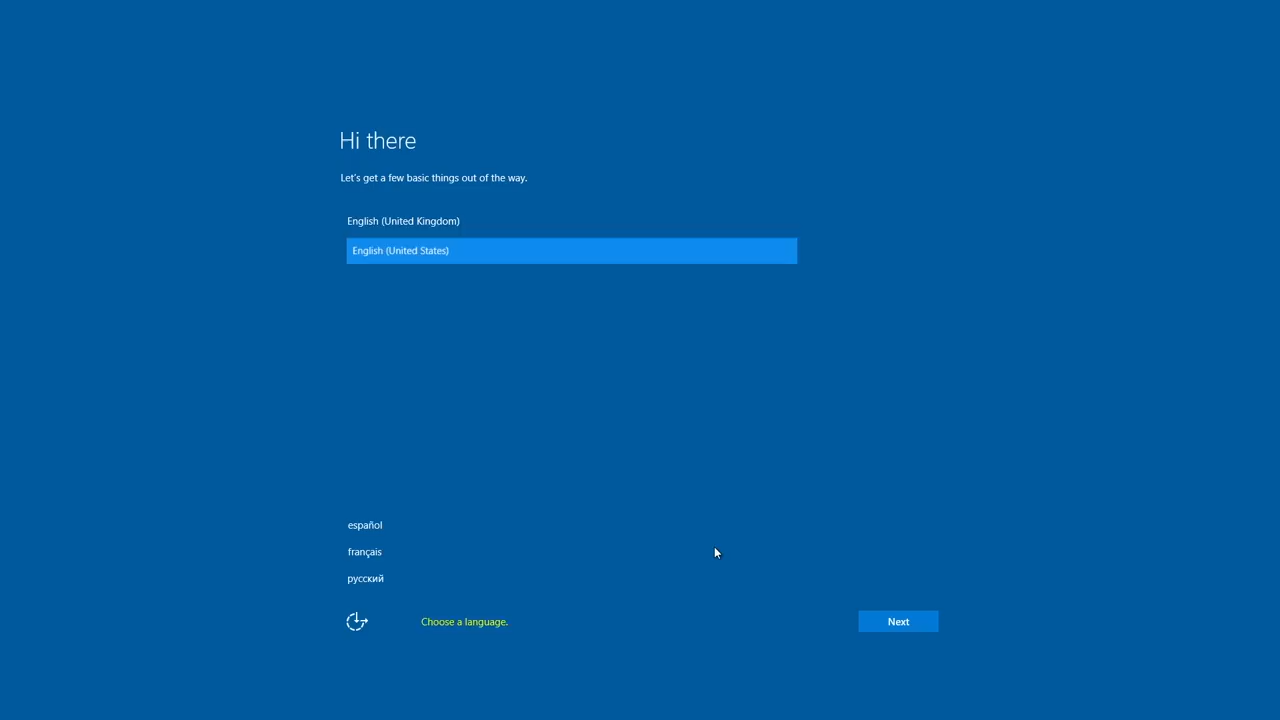 Hi there
Let's get a few basic things out of the way.
English (United Kingdom)
English (United States)
español
français
русский
Choose a language.
Next